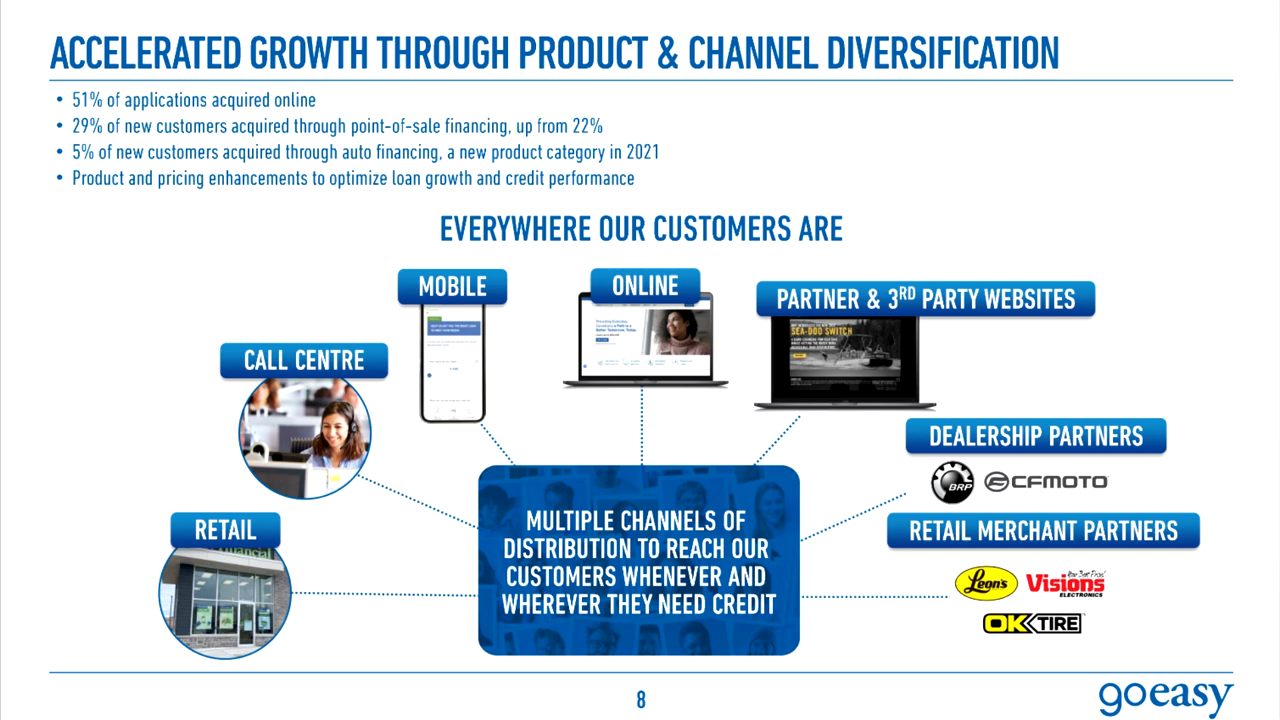 ACCELERATED GROWTH THROUGH PRODUCT & CHANNEL DIVERSIFICATION
• 51% of applications acquired online
• 29% of new customers acquired through point-of-sale financing, up from 22%
• 5% of new customers acquired through auto financing, a new product category in 2021
• Product and pricing enhancements to optimize loan growth and credit performance
EVERYWHERE OUR CUSTOMERS ARE
MOBILE
ONLINE
PARTNER & 3RD PARTY WEBSITES
SEA-DOO SWITCH
CALL CENTRE
DEALERSHIP PARTNERS
BRP
CFMOTO
RETAIL
RETAIL MERCHANT PARTNERS
MULTIPLE CHANNELS OF
DISTRIBUTION TO REACH OUR
CUSTOMERS WHENEVER AND
WHEREVER THEY NEED CREDIT
Leon's
Visions
ELECTRONICS
OK TIRE
8
goeasy